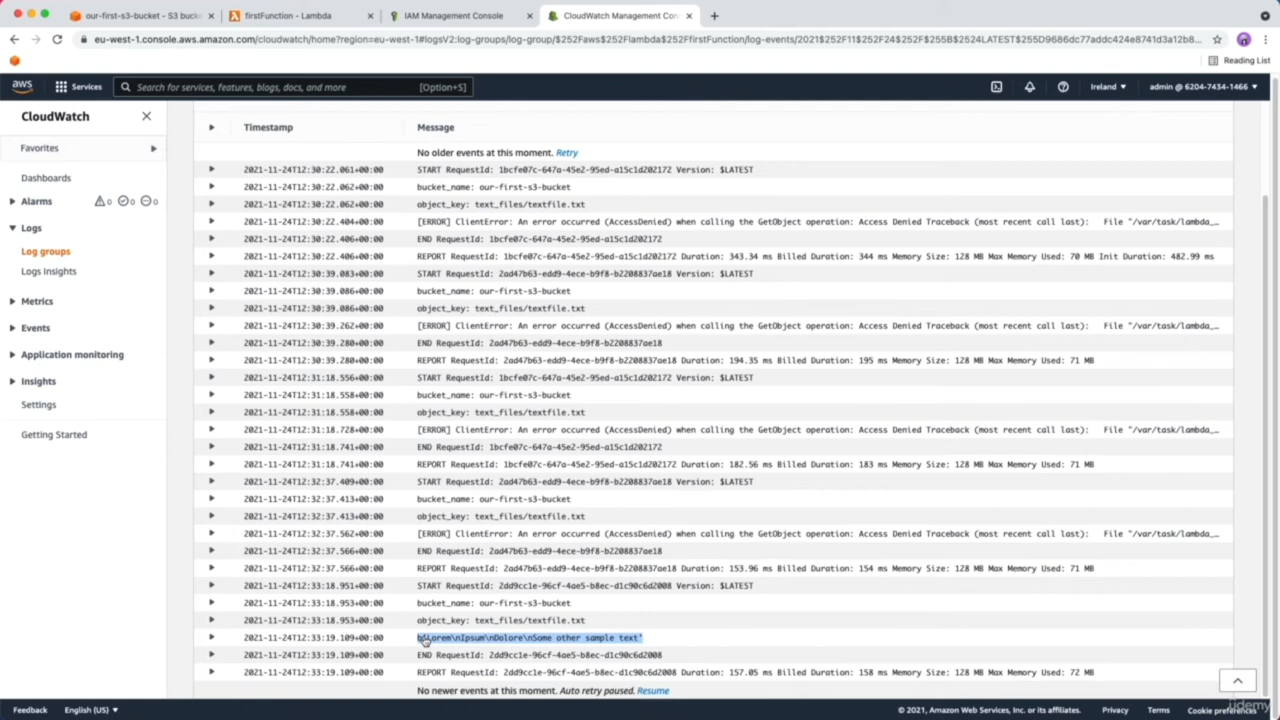 our-first-s3-bucket - S3 bucke
firstFunction - Lambda
IAM Management Console
CloudWatch Management Con
eu-west-1.console.aws.amazon.com/cloudwatch/home?region=eu-west-1#logsV2:log-groups/log-group/$252Faws$252Flambda$252FfirstFunction/log-events/2021$252F11$252F24$252F$255B$2524LATEST$255D9686dc77addc424e8741d3a12b8...
Reading List
aws
Services
Search for services, features, blogs, docs, and more
[Option+S]
Ireland
admin @ 6204-7434-1466
CloudWatch
Favorites
Dashboards
Alarms
0
0
0
Logs
Log groups
Logs Insights
Metrics
Events
Application monitoring
Insights
Settings
Getting Started
Timestamp Message
No older events at this moment. Retry
2021-11-24T12:30:22.061+00:00 START RequestId: 1bcfe07c-647a-45e2-95ed-a15c1d202172 Version: $LATEST
2021-11-24T12:30:22.062+00:00 bucket_name: our-first-s3-bucket
2021-11-24T12:30:22.062+00:00 object_key: text_files/textfile.txt
2021-11-24T12:30:22.404+00:00 [ERROR] ClientError: An error occurred (AccessDenied) when calling the GetObject operation: Access Denied Traceback (most recent call last): File "/var/task/lambda_…
2021-11-24T12:30:22.406+00:00 END RequestId: 1bcfe07c-647a-45e2-95ed-a15c1d202172
2021-11-24T12:30:22.406+00:00 REPORT RequestId: 1bcfe07c-647a-45e2-95ed-a15c1d202172 Duration: 343.34 ms Billed Duration: 344 ms Memory Size: 128 MB Max Memory Used: 70 MB Init Duration: 482.99 ms
2021-11-24T12:30:39.083+00:00 START RequestId: 2ad47b63-edd9-4ece-b9f8-b2208837ae18 Version: $LATEST
2021-11-24T12:30:39.086+00:00 bucket_name: our-first-s3-bucket
2021-11-24T12:30:39.086+00:00 object_key: text_files/textfile.txt
2021-11-24T12:30:39.262+00:00 [ERROR] ClientError: An error occurred (AccessDenied) when calling the GetObject operation: Access Denied Traceback (most recent call last): File "/var/task/lambda_…
2021-11-24T12:30:39.280+00:00 END RequestId: 2ad47b63-edd9-4ece-b9f8-b2208837ae18
2021-11-24T12:30:39.280+00:00 REPORT RequestId: 2ad47b63-edd9-4ece-b9f8-b2208837ae18 Duration: 194.35 ms Billed Duration: 195 ms Memory Size: 128 MB Max Memory Used: 71 MB
2021-11-24T12:31:18.556+00:00 START RequestId: 1bcfe07c-647a-45e2-95ed-a15c1d202172 Version: $LATEST
2021-11-24T12:31:18.558+00:00 bucket_name: our-first-s3-bucket
2021-11-24T12:31:18.558+00:00 object_key: text_files/textfile.txt
2021-11-24T12:31:18.728+00:00 [ERROR] ClientError: An error occurred (AccessDenied) when calling the GetObject operation: Access Denied Traceback (most recent call last): File "/var/task/lambda_…
2021-11-24T12:31:18.741+00:00 END RequestId: 1bcfe07c-647a-45e2-95ed-a15c1d202172
2021-11-24T12:31:18.741+00:00 REPORT RequestId: 1bcfe07c-647a-45e2-95ed-a15c1d202172 Duration: 182.56 ms Billed Duration: 183 ms Memory Size: 128 MB Max Memory Used: 71 MB
2021-11-24T12:32:37.409+00:00 START RequestId: 2ad47b63-edd9-4ece-b9f8-b2208837ae18 Version: $LATEST
2021-11-24T12:32:37.413+00:00 bucket_name: our-first-s3-bucket
2021-11-24T12:32:37.413+00:00 object_key: text_files/textfile.txt
2021-11-24T12:32:37.562+00:00 [ERROR] ClientError: An error occurred (AccessDenied) when calling the GetObject operation: Access Denied Traceback (most recent call last): File "/var/task/lambda_…
2021-11-24T12:32:37.566+00:00 END RequestId: 2ad47b63-edd9-4ece-b9f8-b2208837ae18
2021-11-24T12:32:37.566+00:00 REPORT RequestId: 2ad47b63-edd9-4ece-b9f8-b2208837ae18 Duration: 153.96 ms Billed Duration: 154 ms Memory Size: 128 MB Max Memory Used: 71 MB
2021-11-24T12:33:18.951+00:00 START RequestId: 2dd9cc1e-96cf-4ae5-b8ec-d1c90c6d2008 Version: $LATEST
2021-11-24T12:33:18.953+00:00 bucket_name: our-first-s3-bucket
2021-11-24T12:33:18.953+00:00 object_key: text_files/textfile.txt
2021-11-24T12:33:19.109+00:00 b'Lorem\nIpsum\nDolore\nSome other sample text'
2021-11-24T12:33:19.109+00:00 END RequestId: 2dd9cc1e-96cf-4ae5-b8ec-d1c90c6d2008
2021-11-24T12:33:19.109+00:00 REPORT RequestId: 2dd9cc1e-96cf-4ae5-b8ec-d1c90c6d2008 Duration: 157.05 ms Billed Duration: 158 ms Memory Size: 128 MB Max Memory Used: 72 MB
No newer events at this moment. Auto retry paused. Resume
Feedback English (US) © 2021, Amazon Web Services, Inc. or its affiliates. Privacy Terms Cookie preferences
udemy